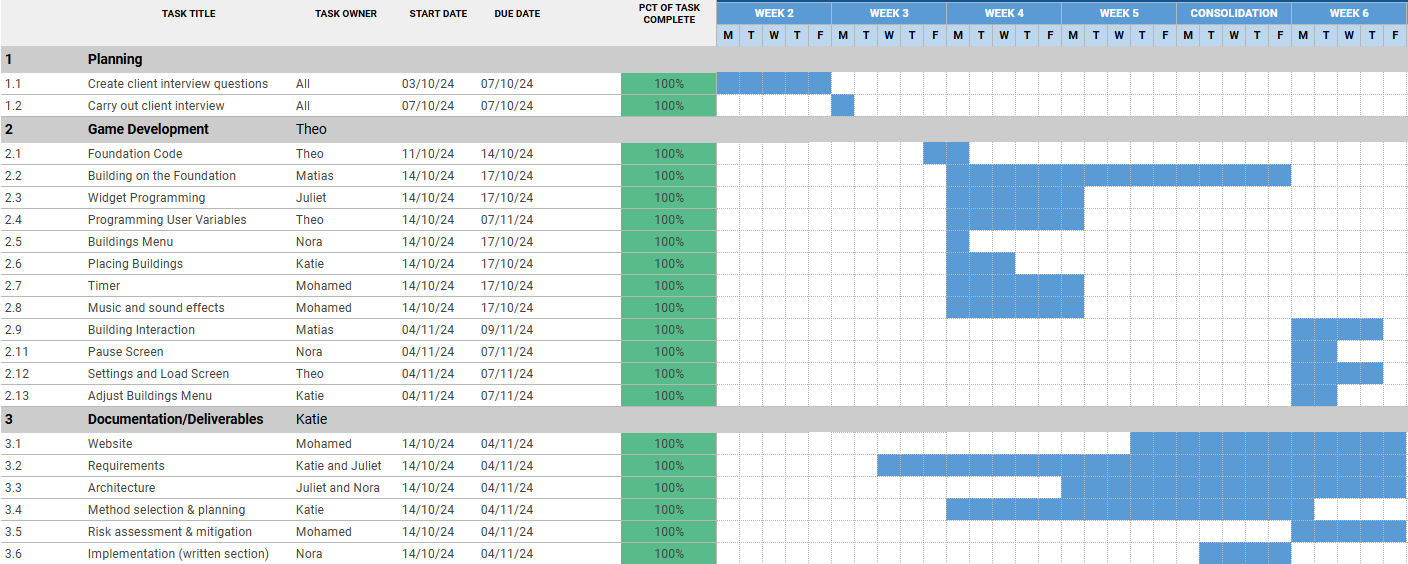 TASK TITLE TASK OWNER START DATE DUE DATE PCT OF TASK COMPLETE WEEK 2 WEEK 3 WEEK 4 WEEK 5 CONSOLIDATION WEEK 6
M T W T F M T W T F M T W T F M T W T F M T W T F M T W T F
1 Planning
1.1 Create client interview questions All 03/10/24 07/10/24 100%
1.2 Carry out client interview All 07/10/24 07/10/24 100%
2 Game Development Theo
2.1 Foundation Code Theo 11/10/24 14/10/24 100%
2.2 Building on the Foundation Matias 14/10/24 17/10/24 100%
2.3 Widget Programming Juliet 14/10/24 17/10/24 100%
2.4 Programming User Variables Theo 14/10/24 07/11/24 100%
2.5 Buildings Menu Nora 14/10/24 17/10/24 100%
2.6 Placing Buildings Katie 14/10/24 17/10/24 100%
2.7 Timer Mohamed 14/10/24 17/10/24 100%
2.8 Music and sound effects Mohamed 14/10/24 17/10/24 100%
2.9 Building Interaction Matias 04/11/24 09/11/24 100%
2.11 Pause Screen Nora 04/11/24 07/11/24 100%
2.12 Settings and Load Screen Theo 04/11/24 07/11/24 100%
2.13 Adjust Buildings Menu Katie 04/11/24 07/11/24 100%
3 Documentation/Deliverables Katie
3.1 Website Mohamed 14/10/24 04/11/24 100%
3.2 Requirements Katie and Juliet 14/10/24 04/11/24 100%
3.3 Architecture Juliet and Nora 14/10/24 04/11/24 100%
3.4 Method selection & planning Katie 14/10/24 04/11/24 100%
3.5 Risk assessment & mitigation Mohamed 14/10/24 04/11/24 100%
3.6 Implementation (written section) Nora 14/10/24 04/11/24 100%